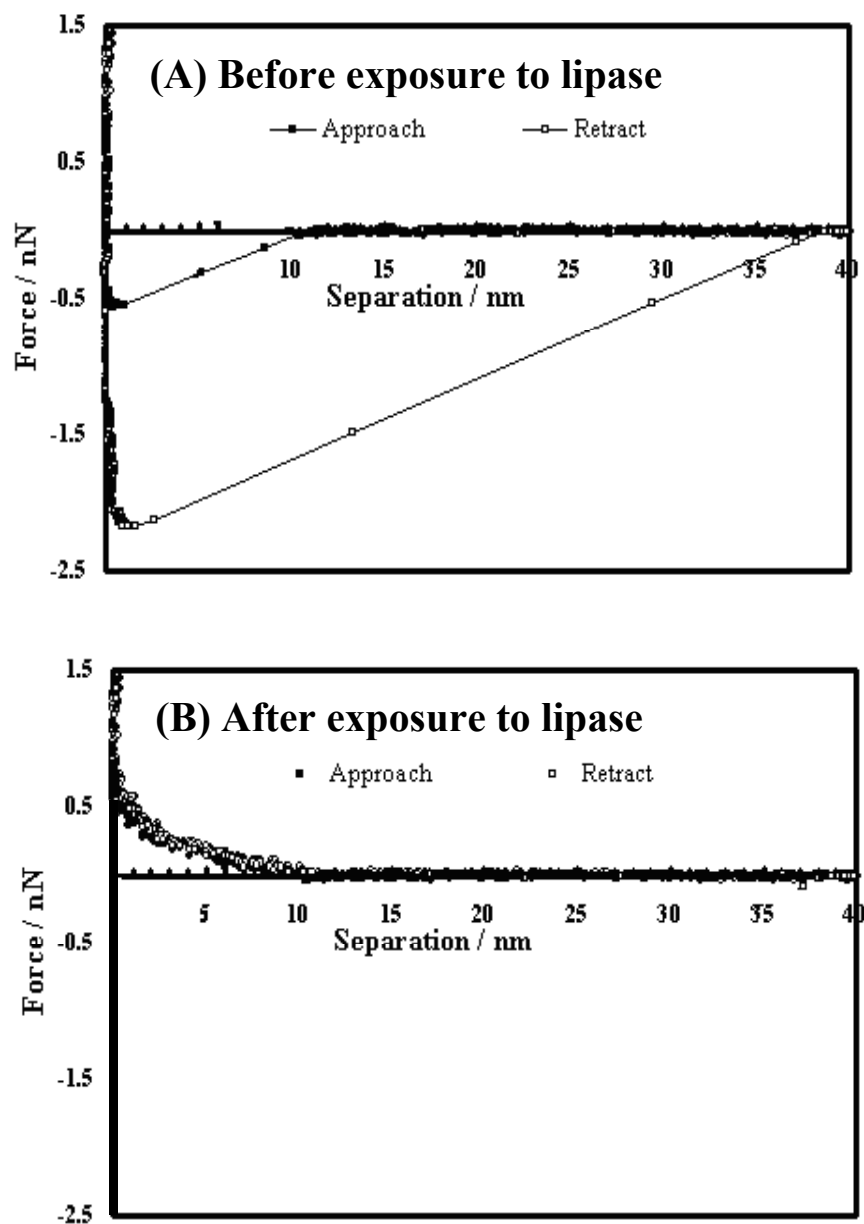 1.5
(A) Before exposure to lipase
Approach Retract
0.5
Force / nN
10 15 20 25 30 35 40
-0.5
Separation / nm
-1.5
-2.5
1.5
(B) After exposure to lipase
Approach Retract
0.5
Force / nN
5 10 15 20 25 30 35 40
-0.5
Separation / nm
-1.5
-2.5